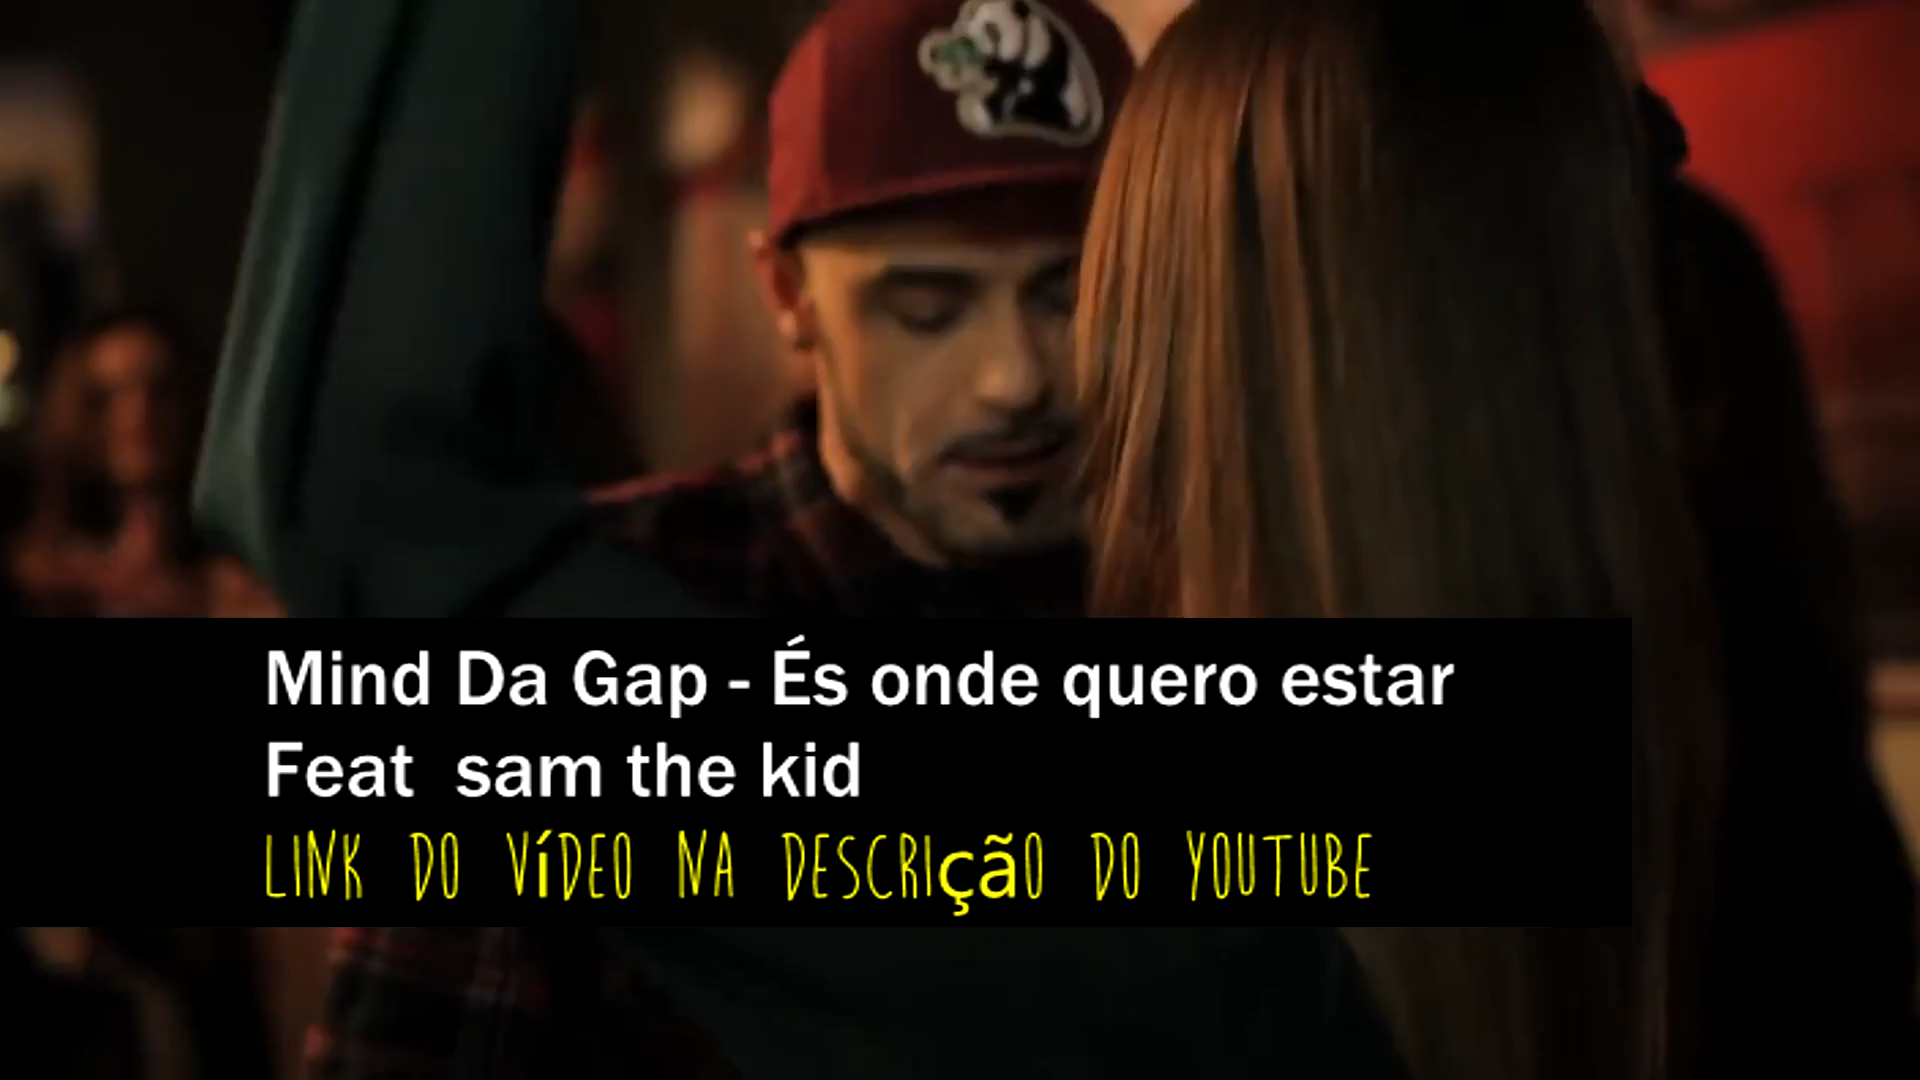 Mind Da Gap - És onde quero estar
Feat  sam the kid
LINK DO VíDEO NA DESCRIçãO DO YOUTUBE